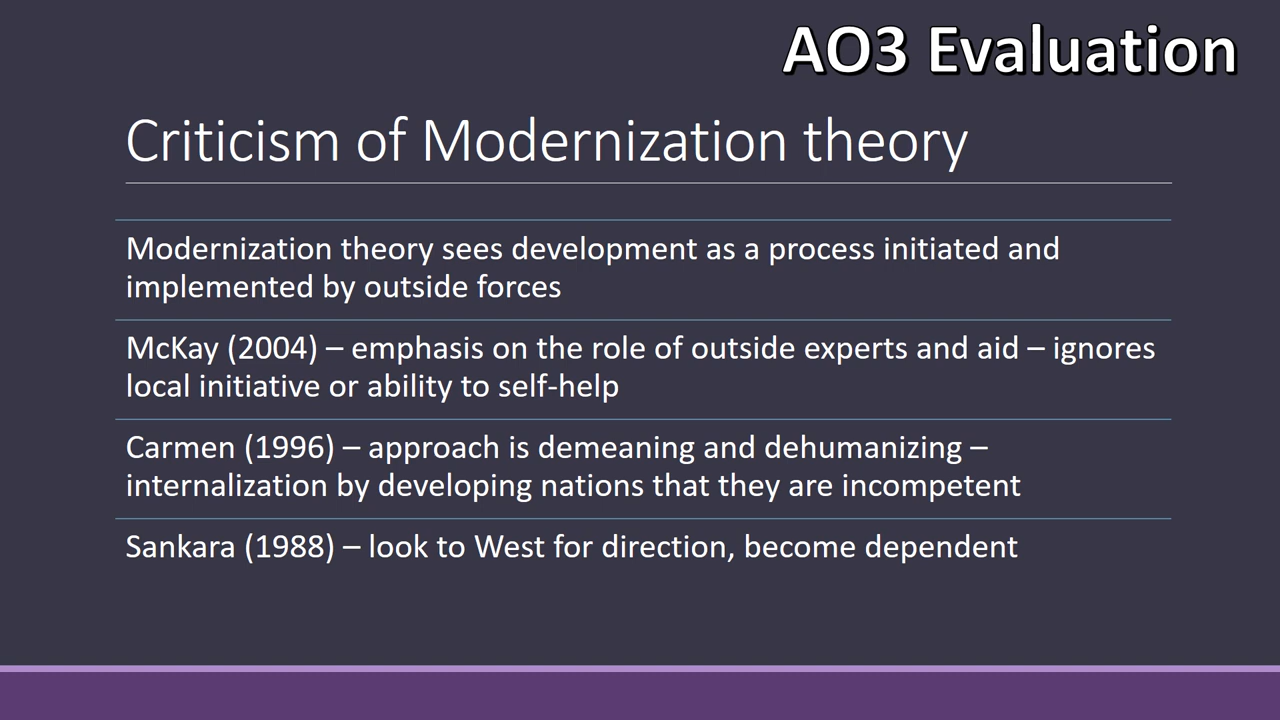 AO3 Evaluation
Criticism of Modernization theory
Modernization theory sees development as a process initiated and
implemented by outside forces
McKay (2004) – emphasis on the role of outside experts and aid – ignores
local initiative or ability to self-help
Carmen (1996) – approach is demeaning and dehumanizing –
internalization by developing nations that they are incompetent
Sankara (1988) – look to West for direction, become dependent